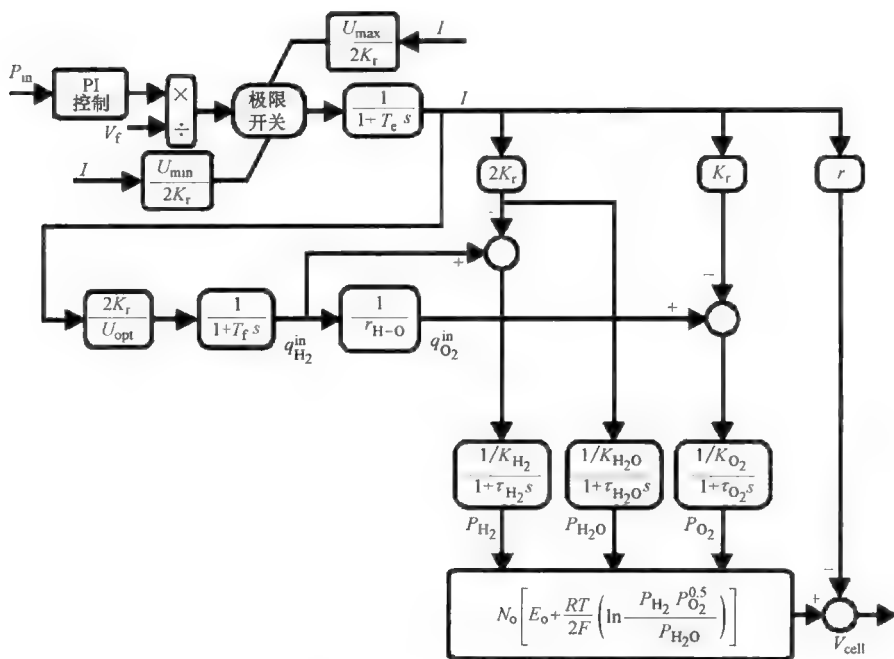 U_max / 2K_r
I
P_in
PI
控制
×
÷
V_f
极限
开关
1 / 1+T_e s
I
I
U_min / 2K_r
2K_r
K_r
r
-
+
-
2K_r / U_opt
1 / 1+T_f s
1 / r_H-O
+
q_H₂^in
q_O₂^in
1/K_H₂ / 1+τ_H₂ s
1/K_H₂O / 1+τ_H₂O s
1/K_O₂ / 1+τ_O₂ s
P_H₂
P_H₂O
P_O₂
-
N_o[E_o+RT/2F(ln P_H₂ P_O₂^0.5 / P_H₂O)]
+
V_cell